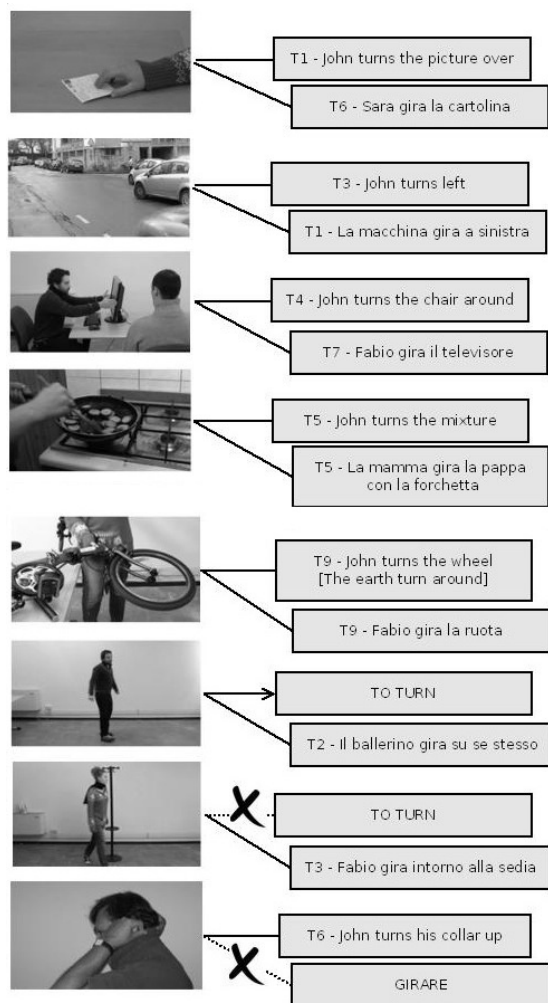 T1 - John turns the picture over
T6 - Sara gira la cartolina
T3 - John turns left
T1 - La macchina gira a sinistra
T4 - John turns the chair around
T7 - Fabio gira il televisore
T5 - John turns the mixture
T5 - La mamma gira la pappa
con la forchetta
T9 - John turns the wheel
[The earth turn around]
T9 - Fabio gira la ruota
TO TURN
T2 - Il ballerino gira su se stesso
TO TURN
T3 - Fabio gira intorno alla sedia
T6 - John turns his collar up
GIRARE